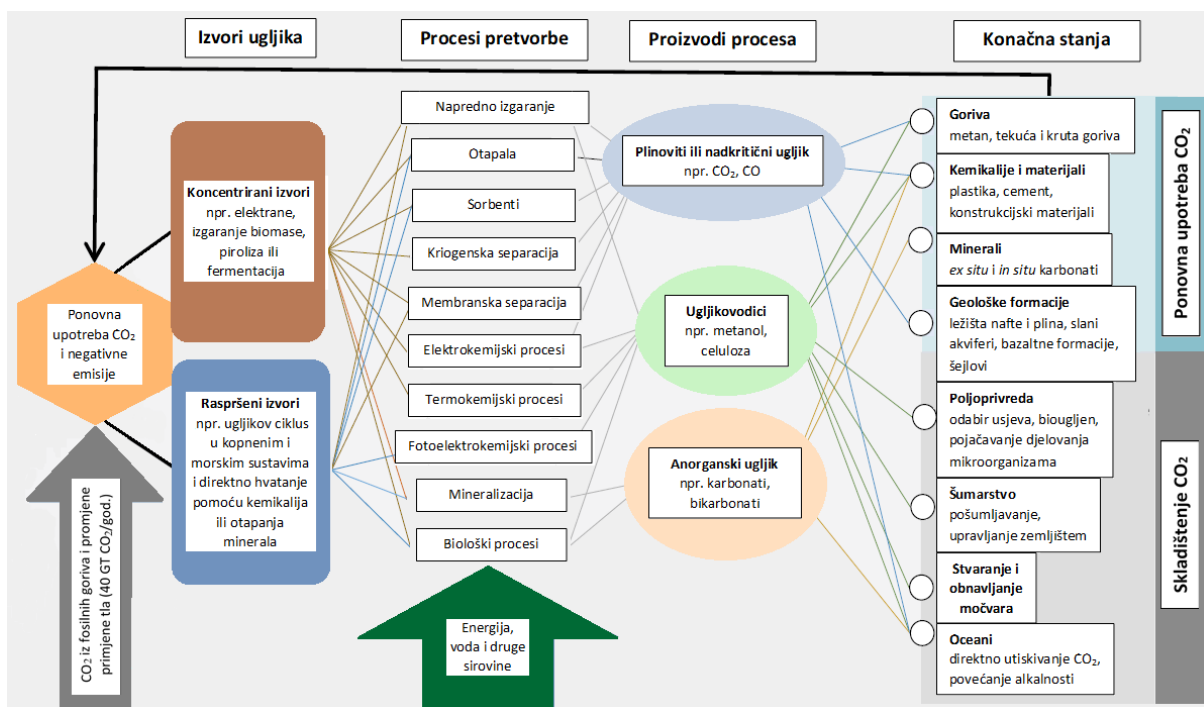 Izvori ugljika
Procesi pretvorbe
Proizvodi procesa
Konačna stanja
Ponovna
upotreba CO₂
i negativne
emisije
CO₂ iz fosilnih goriva i promjene
primjene tla (40 GT CO₂/god.)
Koncentrirani izvori
npr. elektrane,
izgaranje biomase,
piroliza ili
fermentacija
Raspršeni izvori
npr. ugljikov ciklus
u kopnenim i
morskim sustavima
i direktno hvatanje
pomoću kemikalija
ili otapanja
minerala
Napredno izgaranje
Otapala
Sorbenti
Kriogenska separacija
Membranska separacija
Elektrokemijski procesi
Termokemijski procesi
Fotoelektrokemijski procesi
Mineralizacija
Biološki procesi
Energija,
voda i druge
sirovine
Plinoviti ili nadkritični ugljik
npr. CO₂, CO
Ugljikovodici
npr. metanol,
celuloza
Anorganski ugljik
npr. karbonati,
bikarbonati
Goriva
metan, tekuća i kruta goriva
Kemikalije i materijali
plastika, cement,
konstrukcijski materijali
Minerali
ex situ i in situ karbonati
Geološke formacije
ležišta nafte i plina, slani
akviferi, bazaltne formacije,
šejlovi
Poljoprivreda
odabir usjeva, biougljen,
pojačavanje djelovanja
mikroorganizama
Šumarstvo
pošumljavanje,
upravljanje zemljištem
Stvaranje i
obnavljanje
močvara
Oceani
direktno utiskivanje CO₂,
povećanje alkalnosti
Ponovna upotreba CO₂
Skladištenje CO₂